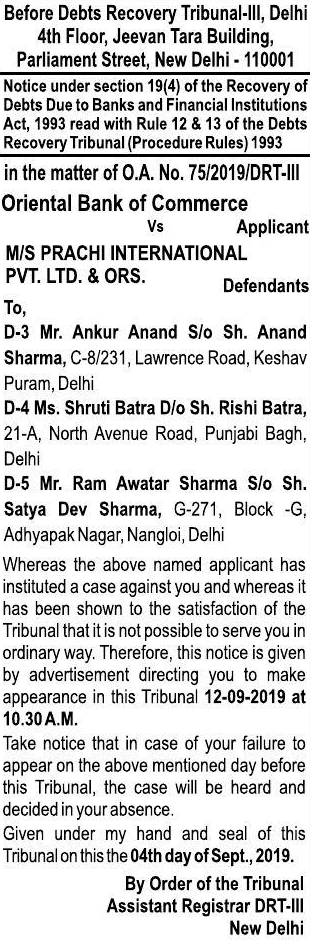 Before Debts Recovery Tribunal-III, Delhi
4th Floor, Jeevan Tara Building,
Parliament Street, New Delhi - 110001
Notice under section 19(4) of the Recovery of
Debts Due to Banks and Financial Institutions
Act, 1993 read with Rule 12 & 13 of the Debts
Recovery Tribunal (Procedure Rules) 1993
in the matter of O.A. No. 75/2019/DRT-III
Oriental Bank of Commerce
Vs Applicant
M/S PRACHI INTERNATIONAL
PVT. LTD. & ORS.
Defendants
To,
D-3 Mr. Ankur Anand S/o Sh. Anand
Sharma, C-8/231, Lawrence Road, Keshav
Puram, Delhi
D-4 Ms. Shruti Batra D/o Sh. Rishi Batra,
21-A, North Avenue Road, Punjabi Bagh,
Delhi
D-5 Mr. Ram Awatar Sharma S/o Sh.
Satya Dev Sharma, G-271, Block -G,
Adhyapak Nagar, Nangloi, Delhi
Whereas the above named applicant has
instituted a case against you and whereas it
has been shown to the satisfaction of the
Tribunal that it is not possible to serve you in
ordinary way. Therefore, this notice is given
by advertisement directing you to make
appearance in this Tribunal 12-09-2019 at
10.30 A.M.
Take notice that in case of your failure to
appear on the above mentioned day before
this Tribunal, the case will be heard and
decided in your absence.
Given under my hand and seal of this
Tribunal on this the 04th day of Sept., 2019.
By Order of the Tribunal
Assistant Registrar DRT-III
New Delhi